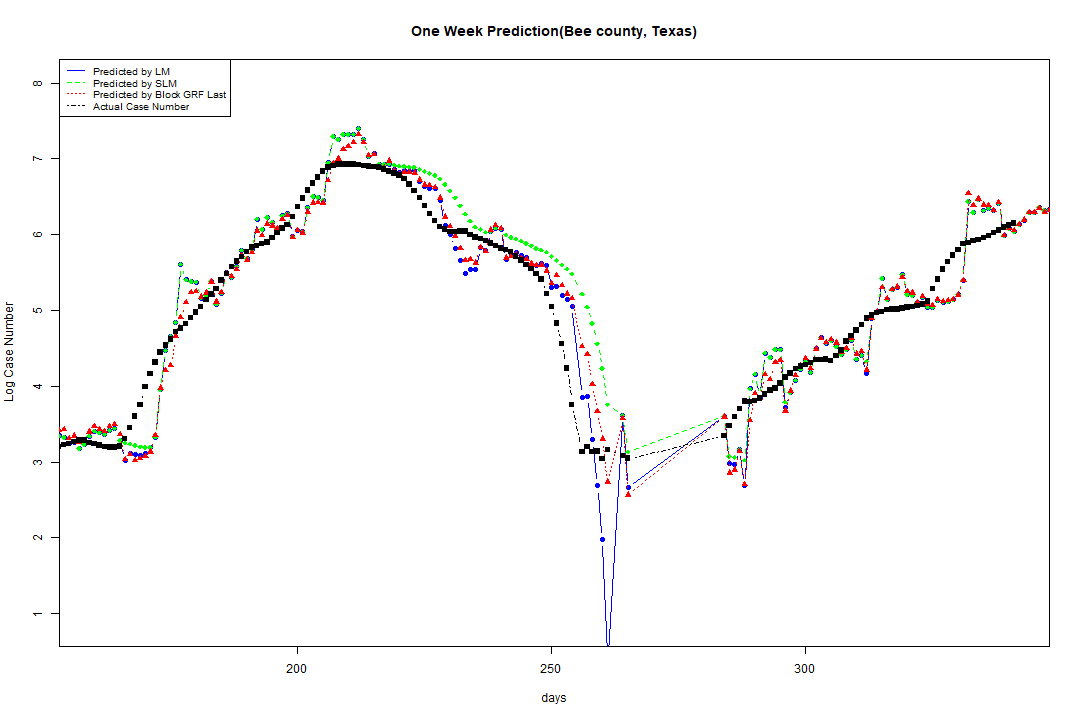 One Week Prediction(Bee county, Texas)
Predicted by LM
Predicted by SLM
Predicted by Block GRF Last
Actual Case Number
8
7
6
5
4
3
2
1
Log Case Number
200
250
300
days